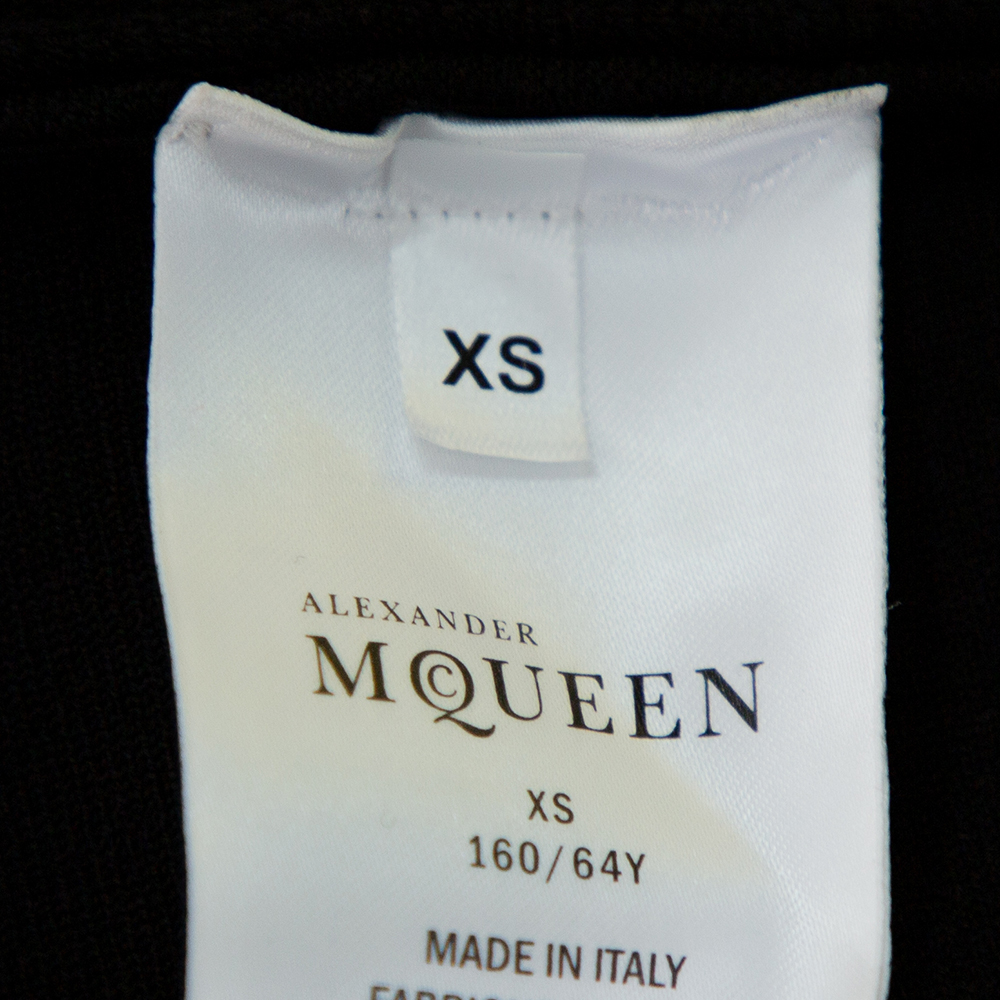 XS
ALEXANDER
MCQUEEN
XS
160/64Y
MADE IN ITALY